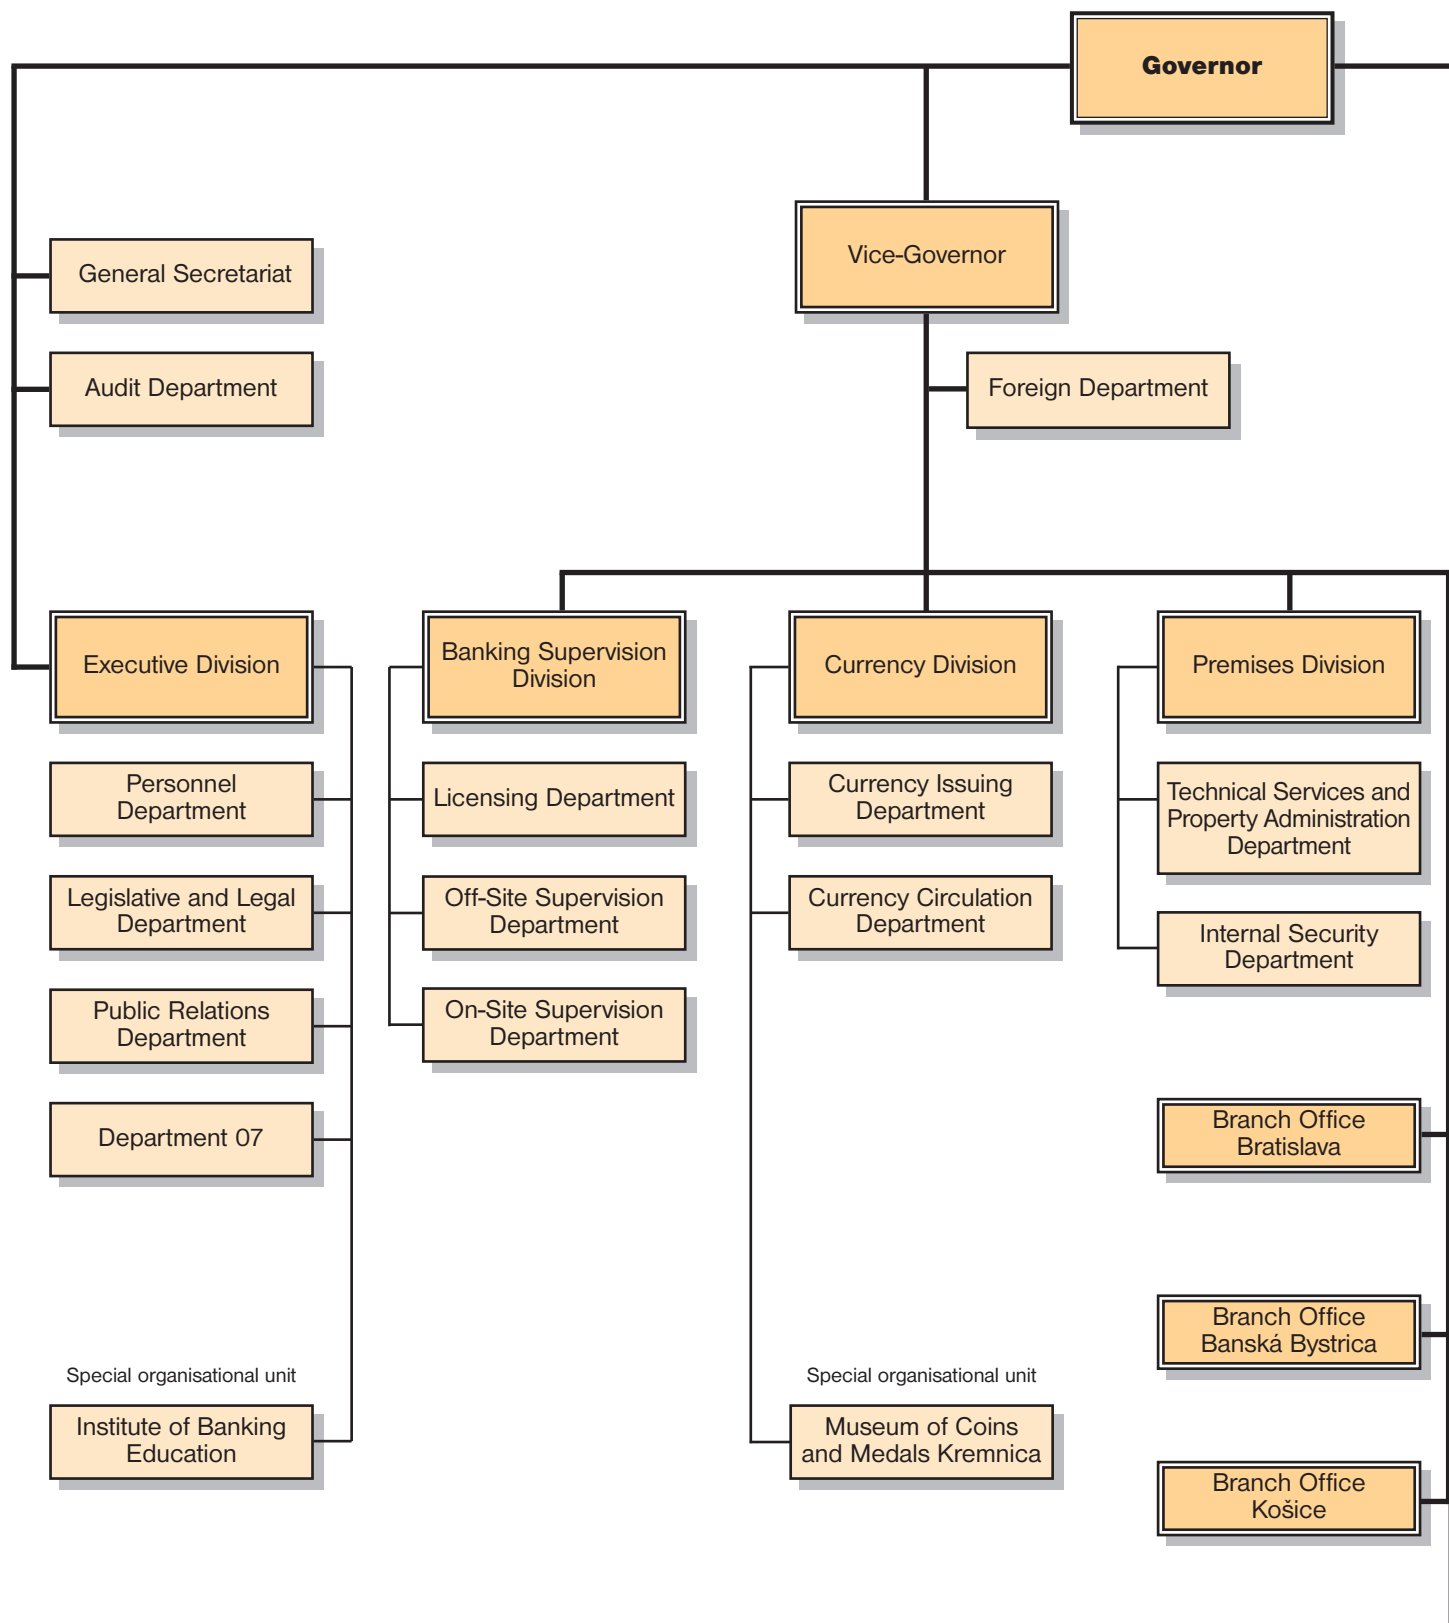 Governor
Vice-Governor
General Secretariat
Audit Department
Foreign Department
Executive Division
Banking Supervision
Division
Currency Division
Premises Division
Personnel
Department
Legislative and Legal
Department
Public Relations
Department
Department 07
Special organisational unit
Institute of Banking
Education
Licensing Department
Off-Site Supervision
Department
On-Site Supervision
Department
Currency Issuing
Department
Currency Circulation
Department
Special organisational unit
Museum of Coins
and Medals Kremnica
Technical Services and
Property Administration
Department
Internal Security
Department
Branch Office
Bratislava
Branch Office
Banská Bystrica
Branch Office
Košice